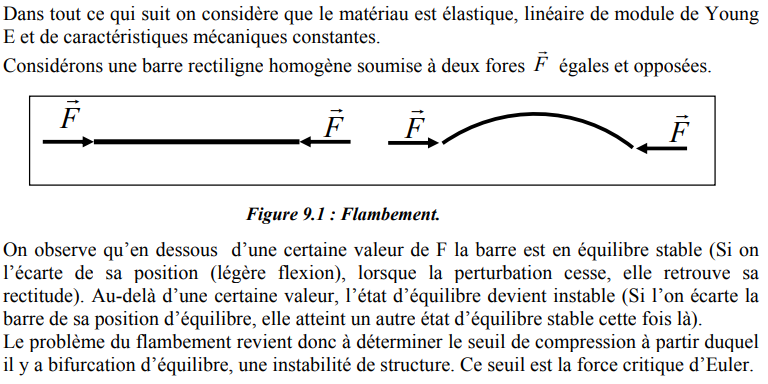 Dans tout ce qui suit on considère que le matériau est élastique, linéaire de module de Young
E et de caractéristiques mécaniques constantes.
Considérons une barre rectiligne homogène soumise à deux fores F⃗ égales et opposées.
F⃗ F⃗ F⃗ F⃗
Figure 9.1 : Flambement.
On observe qu'en dessous d'une certaine valeur de F la barre est en équilibre stable (Si on
l'écarte de sa position (légère flexion), lorsque la perturbation cesse, elle retrouve sa
rectitude). Au-delà d'une certaine valeur, l'état d'équilibre devient instable (Si l'on écarte la
barre de sa position d'équilibre, elle atteint un autre état d'équilibre stable cette fois là).
Le problème du flambement revient donc à déterminer le seuil de compression à partir duquel
il y a bifurcation d'équilibre, une instabilité de structure. Ce seuil est la force critique d'Euler.